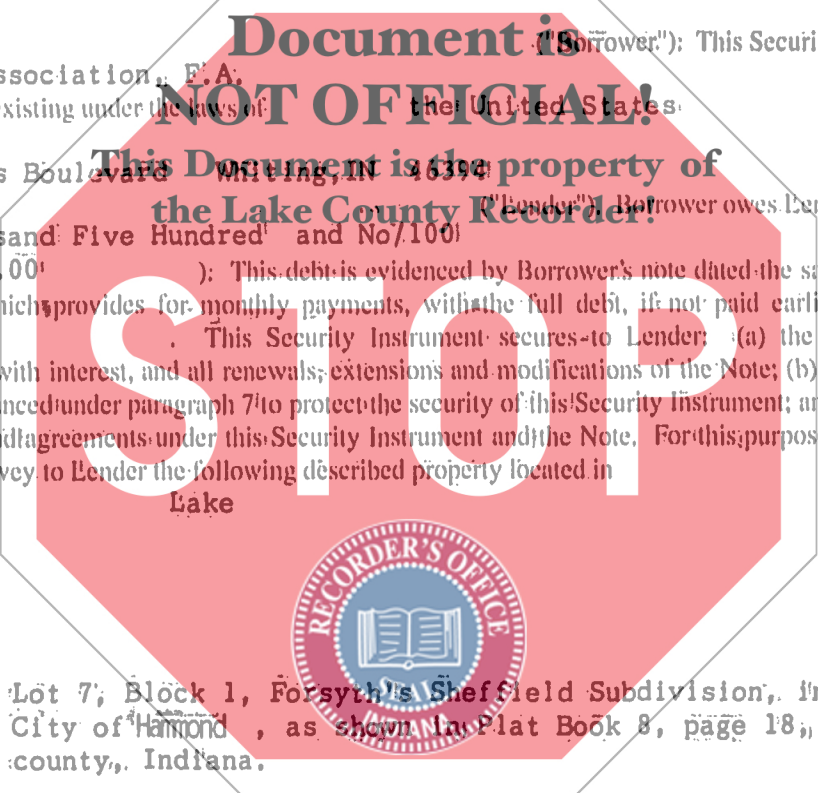 Document is
("Borrower"): This Securi
ssociation, F.A.
xisting under the laws of the United States
NOT OFFICIAL!
s Boulevard Whiting, IN 46394
This Document is the property of
("Lender"). Borrower owes Len
the Lake County Recorder!
sand Five Hundred and No/100
.00 ): This debt is evidenced by Borrower's note dated the sa
hich provides for monthly payments, with the full debt, if not paid earli
. This Security Instrument secures to Lender: (a) the
with interest, and all renewals, extensions and modifications of the Note; (b)
nced under paragraph 7 to protect the security of this Security Instrument; an
d agreements under this Security Instrument and the Note. For this purpos
vey to Lender the following described property located in
Lake
STOP
RECORDER'S OFFICE
SEAL
INDIANA
Lot 7, Block 1, Forsyth's Sheffield Subdivision, in
City of Hammond , as shown in Plat Book 8, page 18,
county, Indiana.